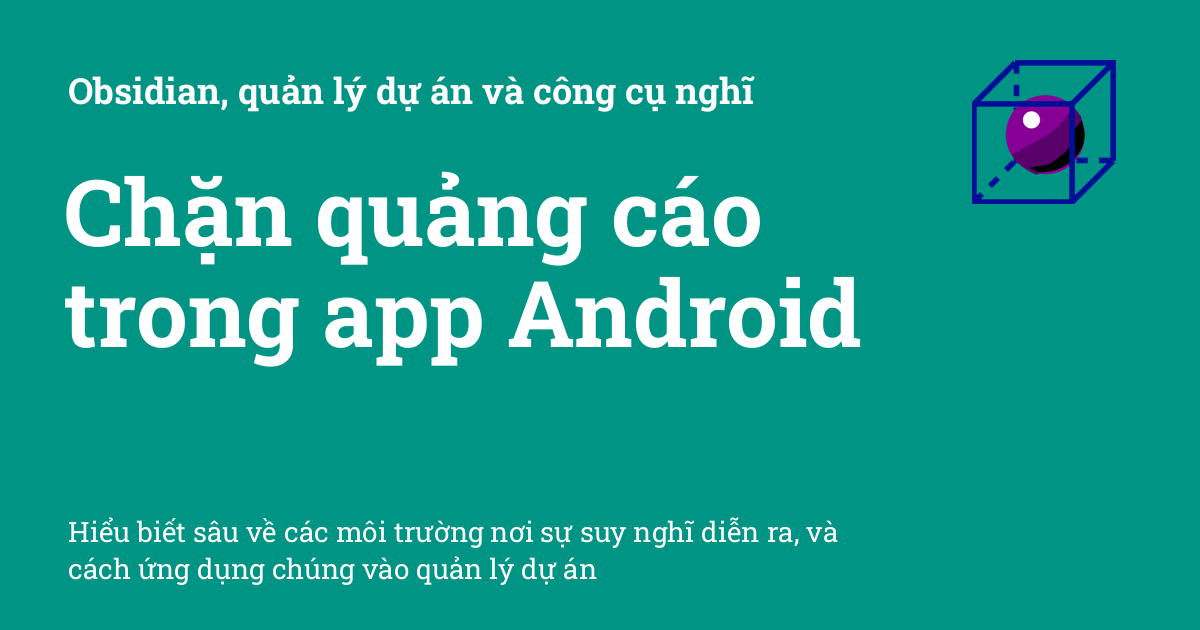 Obsidian, quản lý dự án và công cụ nghĩ
Chặn quảng cáo
trong app Android
Hiểu biết sâu về các môi trường nơi sự suy nghĩ diễn ra, và
cách ứng dụng chúng vào quản lý dự án